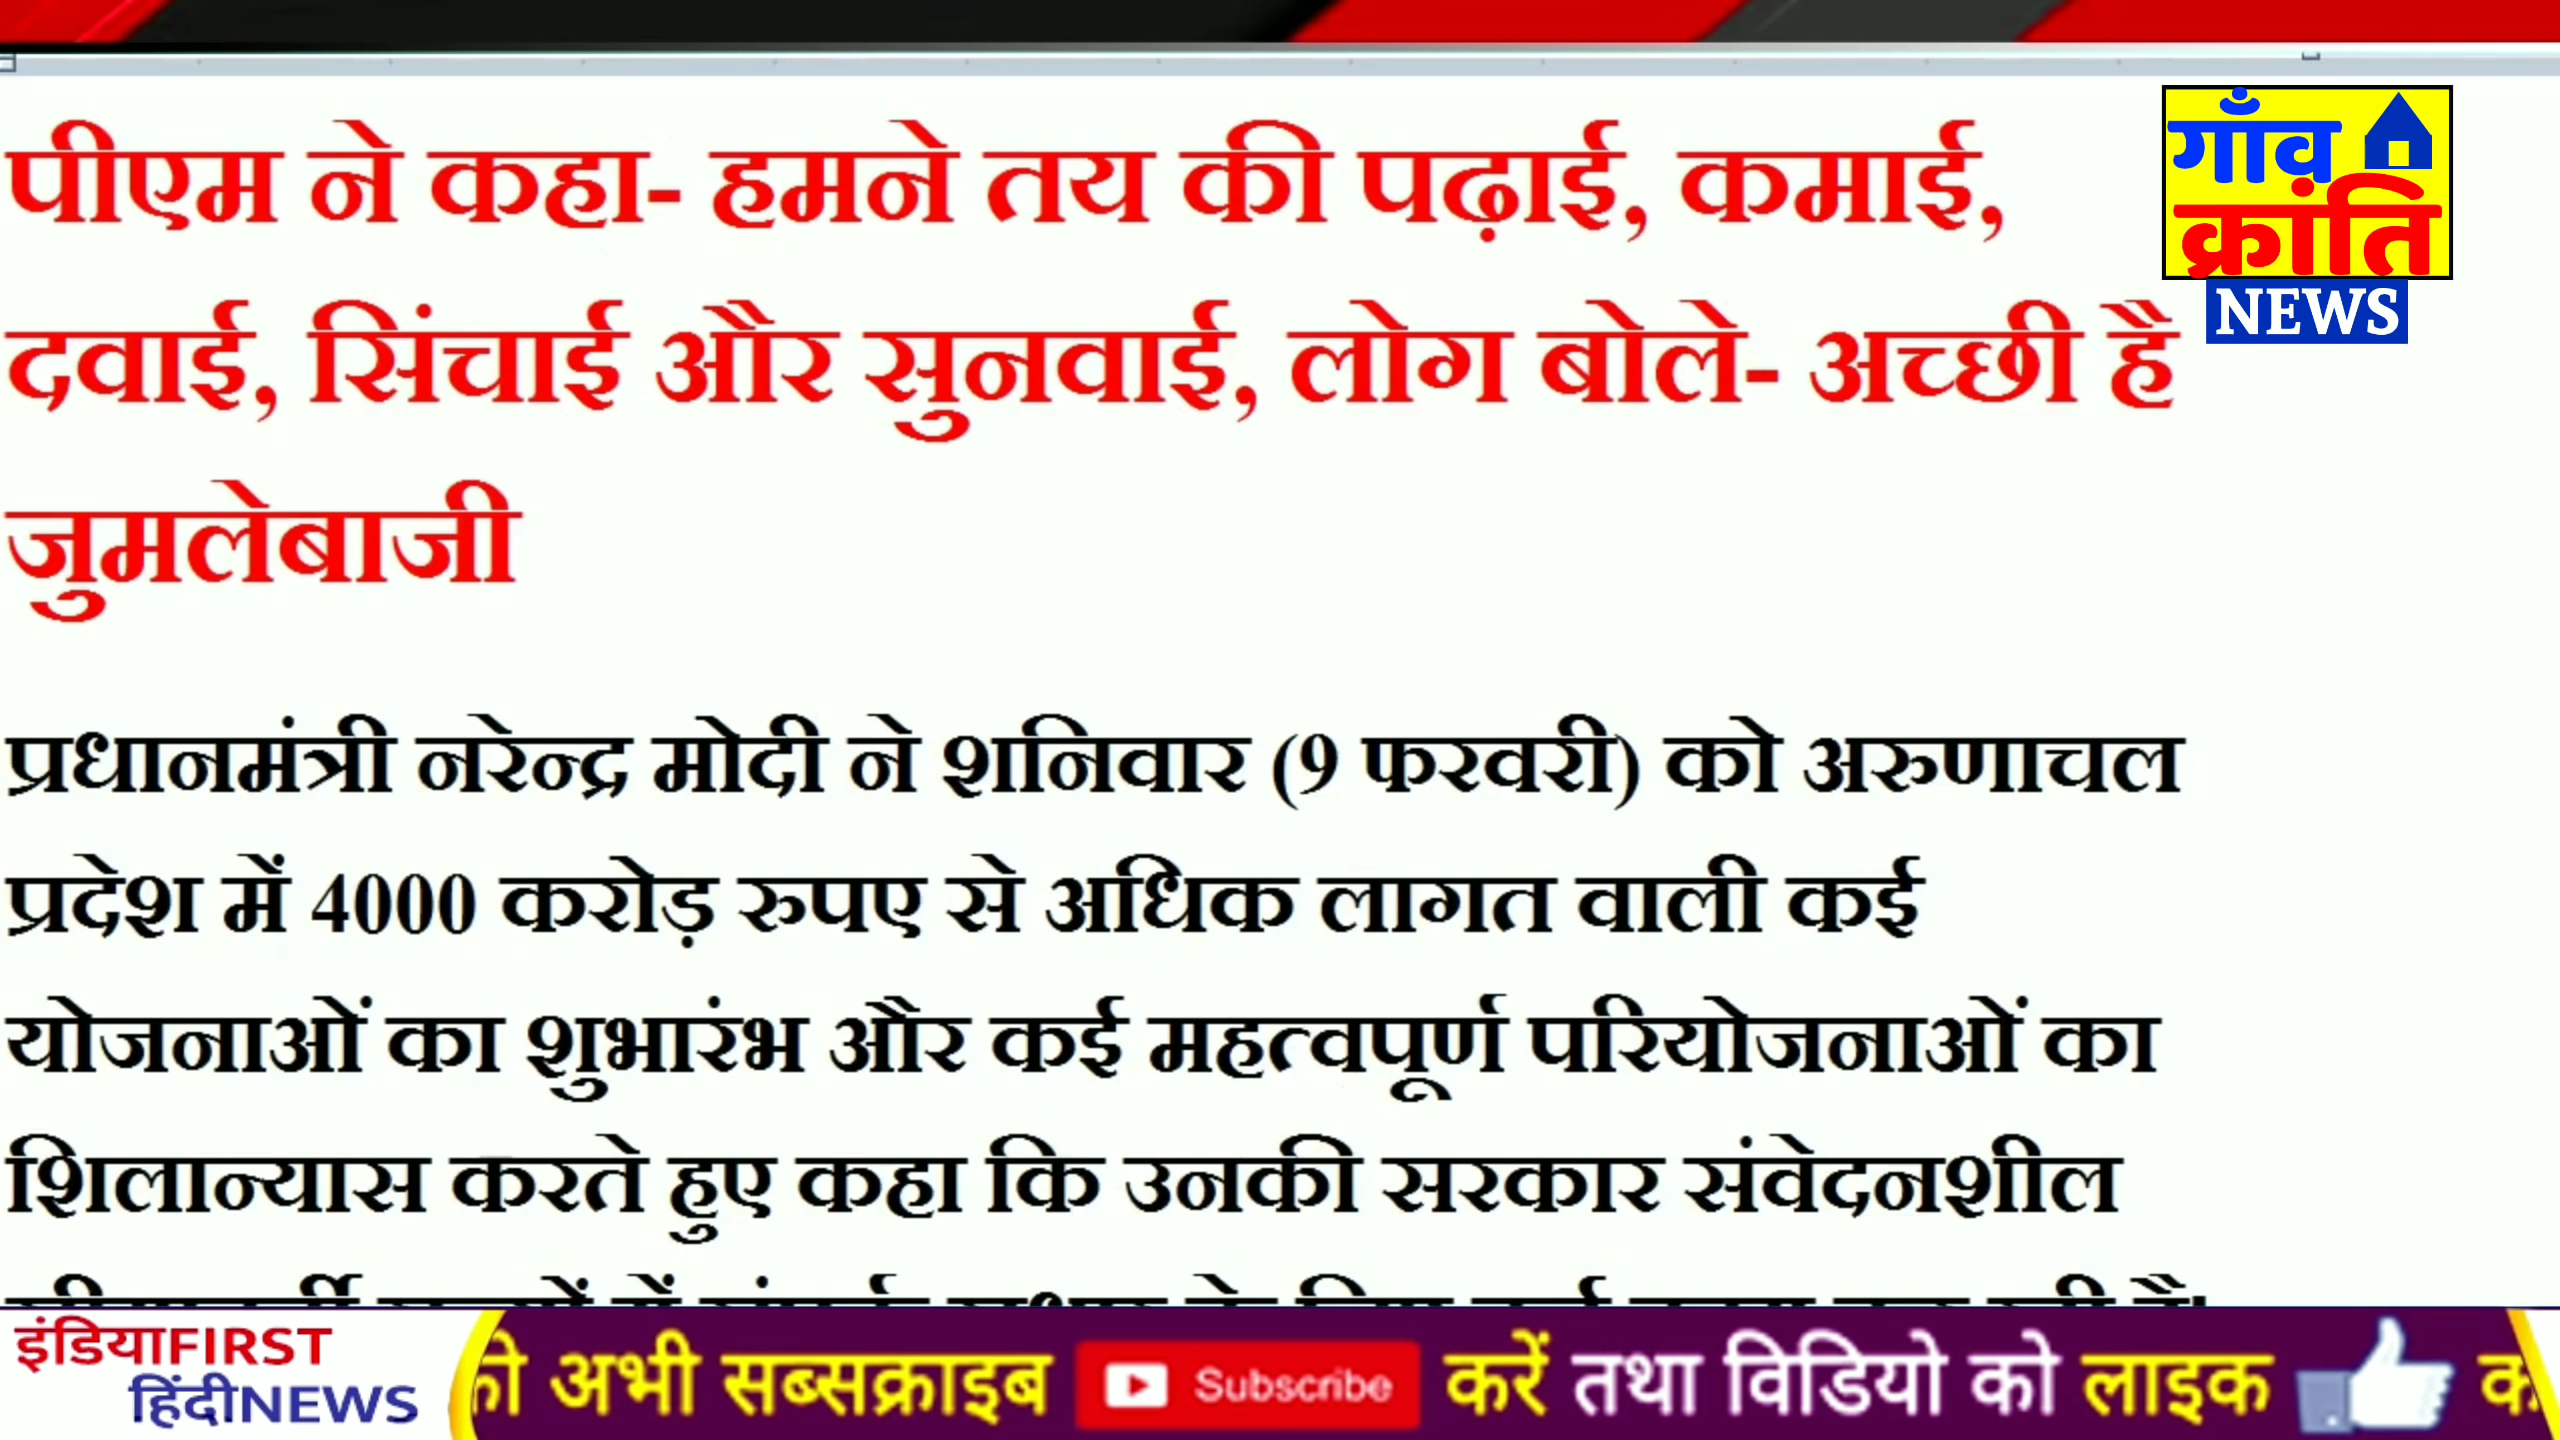 पीएम ने कहा- हमने तय की पढ़ाई, कमाई,
दवाई, सिंचाई और सुनवाई, लोग बोले- अच्छी है
जुमलेबाजी
गाँव
क्रांति
NEWS
प्रधानमंत्री नरेन्द्र मोदी ने शनिवार (9 फरवरी) को अरुणाचल
प्रदेश में 4000 करोड़ रुपए से अधिक लागत वाली कई
योजनाओं का शुभारंभ और कई महत्वपूर्ण परियोजनाओं का
शिलान्यास करते हुए कहा कि उनकी सरकार संवेदनशील
इंडियाFIRST
हिंदीNEWS
अभी सब्सक्राइब Subscribe करें तथा विडियो को लाइक